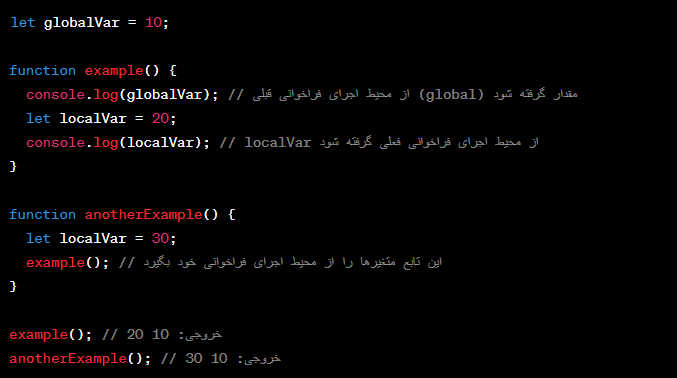 let globalVar = 10;
function example() {
console.log(globalVar); // از محیط اجرای فراخوانی قبلی (global) مقدار گرفته شود
let localVar = 20;
console.log(localVar); // localVar از محیط اجرای فراخوانی فعلی گرفته شود
}
function anotherExample() {
let localVar = 30;
example(); // این تابع متغیرها را از محیط اجرای فراخوانی خود بگیرد
}
example(); // خروجی: 10 20
anotherExample(); // خروجی: 10 30